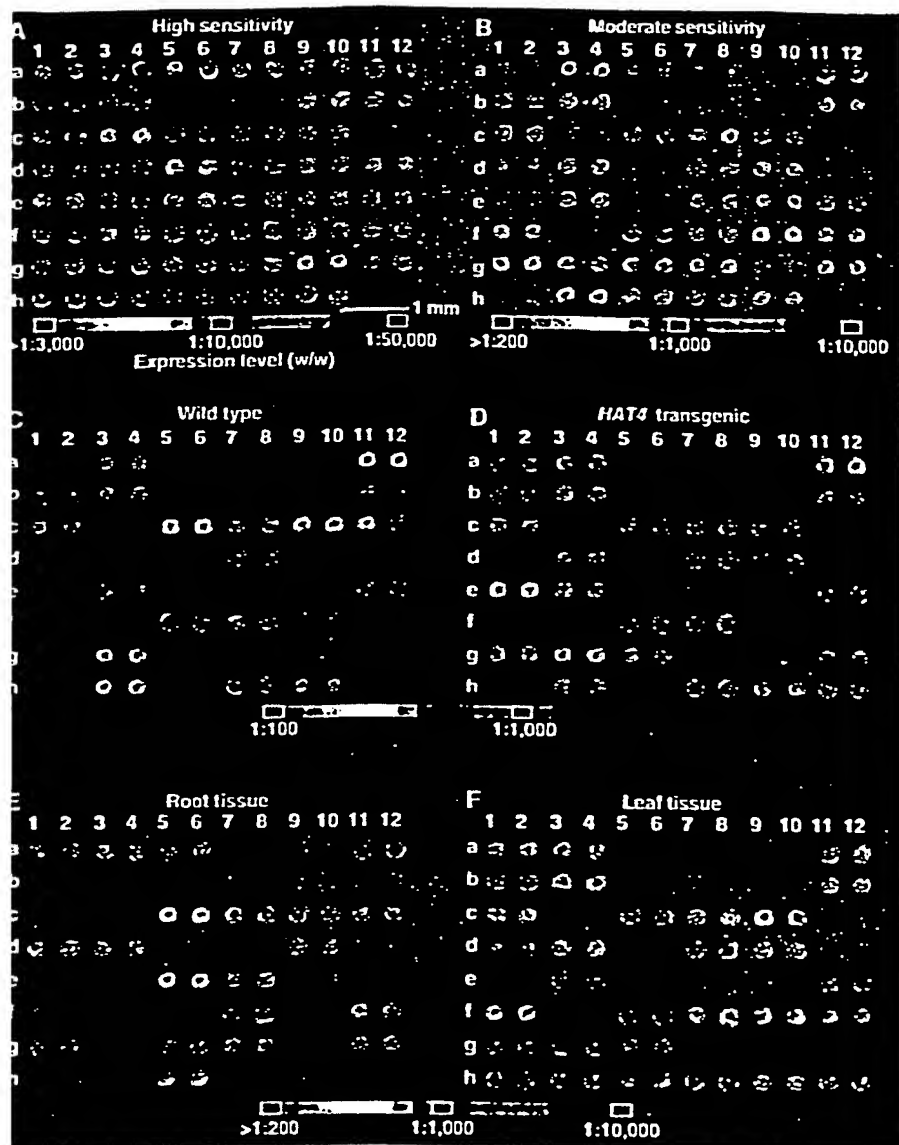 A High sensitivity
1 2 3 4 5 6 7 8 9 10 11 12
a
b
c
d
e
f
g
h
1 mm
>1:3,000 1:10,000 1:50,000
Expression level (w/w)
B Moderate sensitivity
1 2 3 4 5 6 7 8 9 10 11 12
a
b
c
d
e
f
g
h
>1:200 1:1,000 1:10,000
C Wild type
1 2 3 4 5 6 7 8 9 10 11 12
a
b
c
d
e
f
g
h
D HAT4 transgenic
1 2 3 4 5 6 7 8 9 10 11 12
a
b
c
d
e
f
g
h
1:100 1:1,000
E Root tissue
1 2 3 4 5 6 7 8 9 10 11 12
a
b
c
d
e
f
g
h
F Leaf tissue
1 2 3 4 5 6 7 8 9 10 11 12
a
b
c
d
e
f
g
h
>1:200 1:1,000 1:10,000